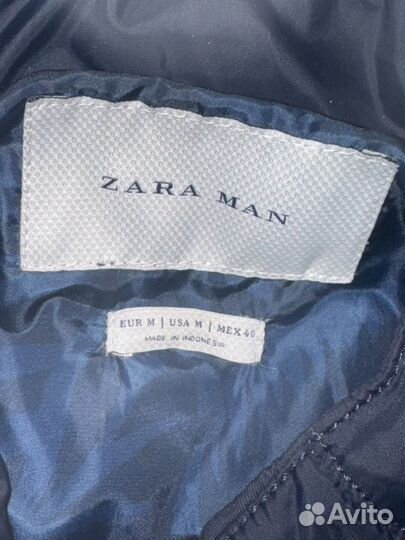 ZARA MAN
EUR M | USA M | MEX 40
MADE IN INDONESIA
Avito